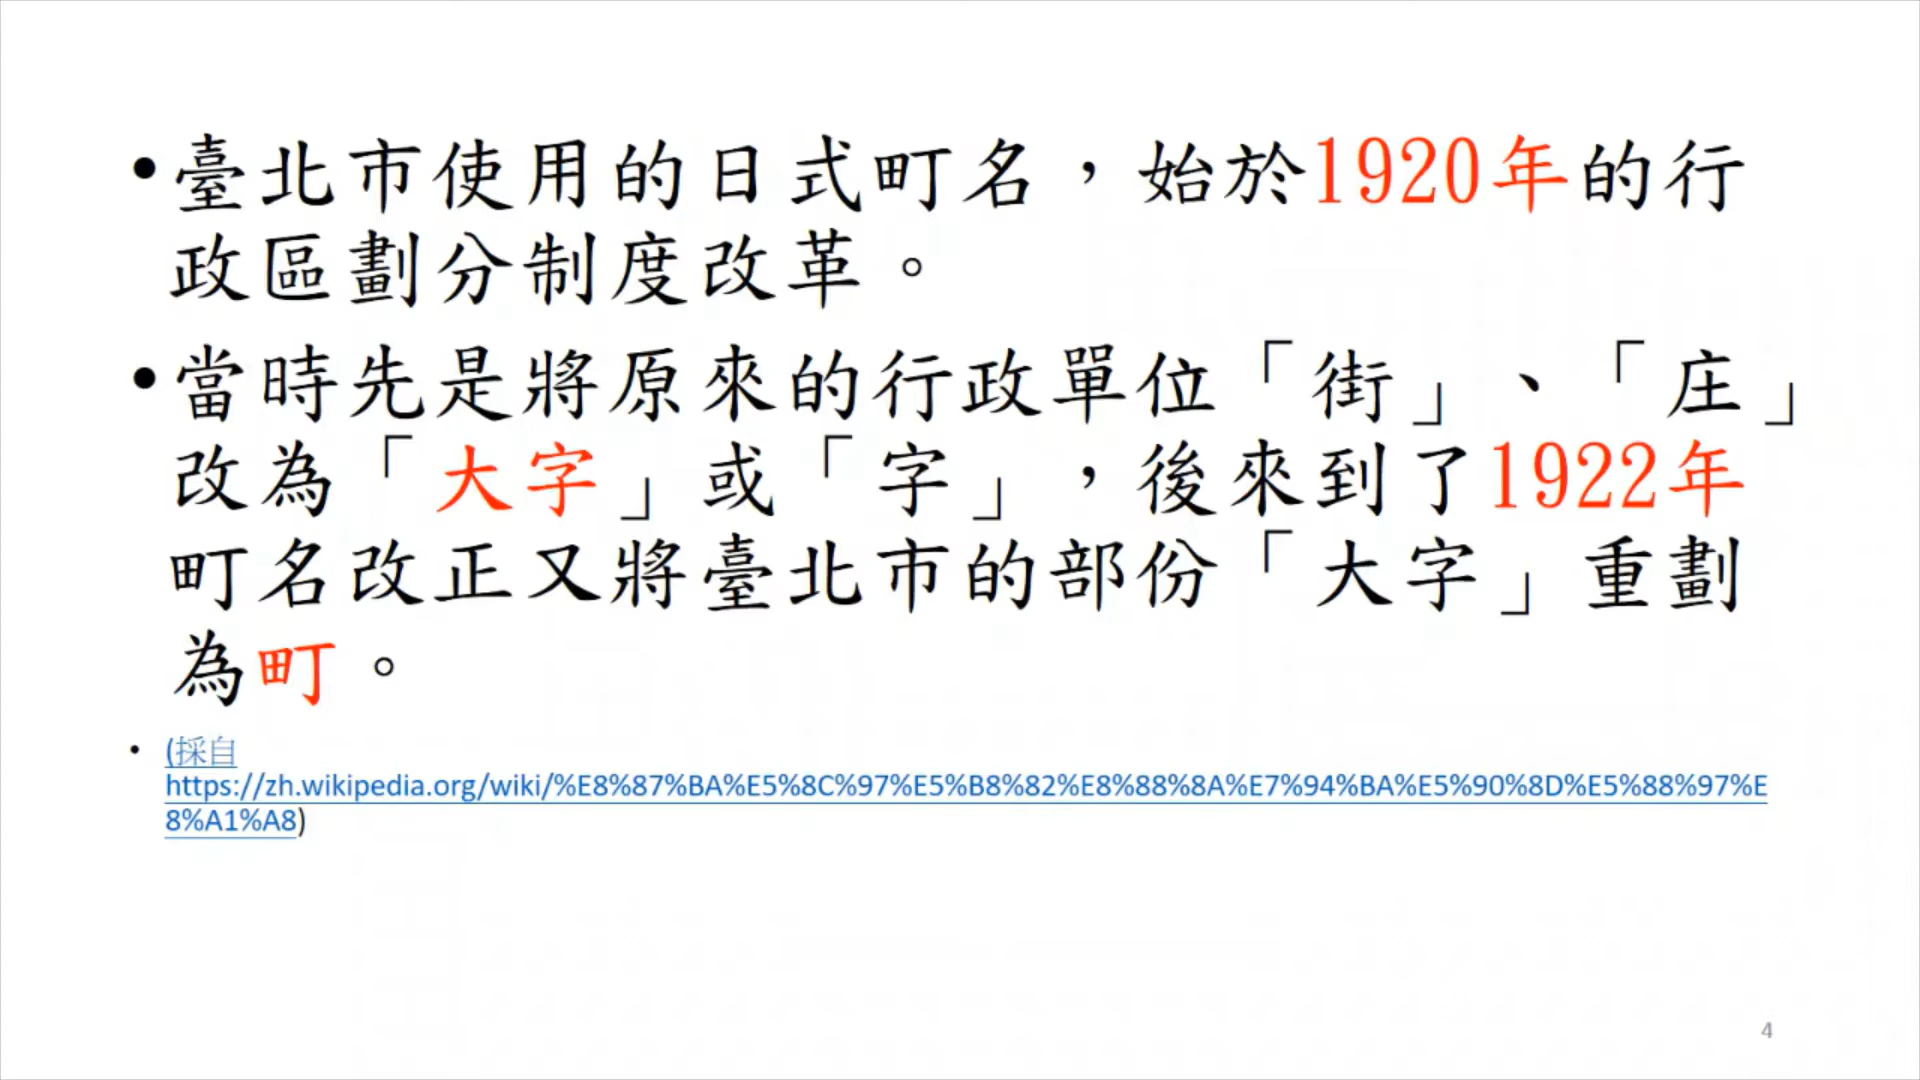 •臺北市使用的日式町名，始於1920年的行
政區劃分制度改革。
•當時先是將原來的行政單位「街」、「庄」
改為「大字」或「字」，後來到了1922年
町名改正又將臺北市的部份「大字」重劃
為町。
• (採自
https://zh.wikipedia.org/wiki/%E8%87%BA%E5%8C%97%E5%B8%82%E8%88%8A%E7%94%BA%E5%90%8D%E5%88%97%E
8%A1%A8)
4